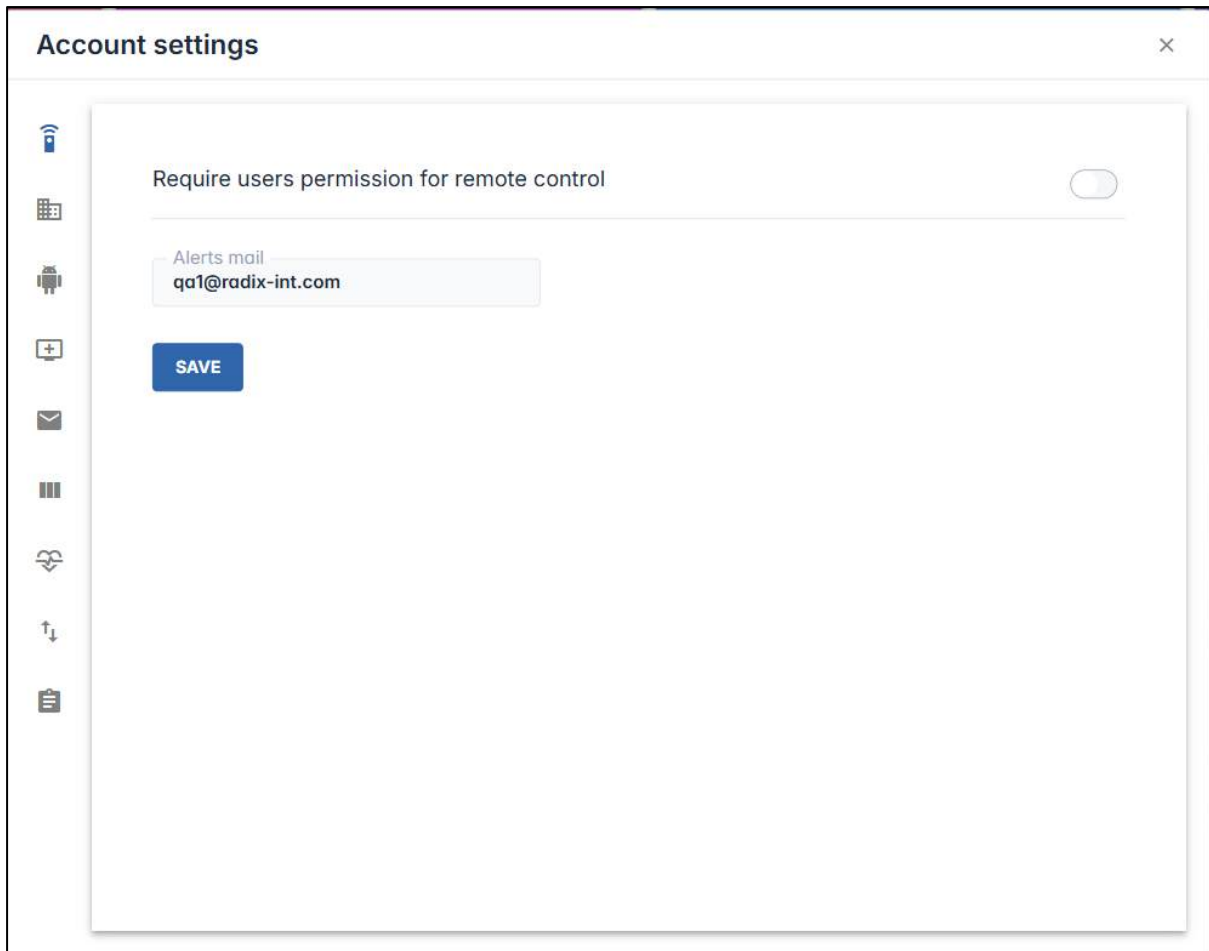 Account settings
Require users permission for remote control
Alerts mail
qa1@radix-int.com
SAVE